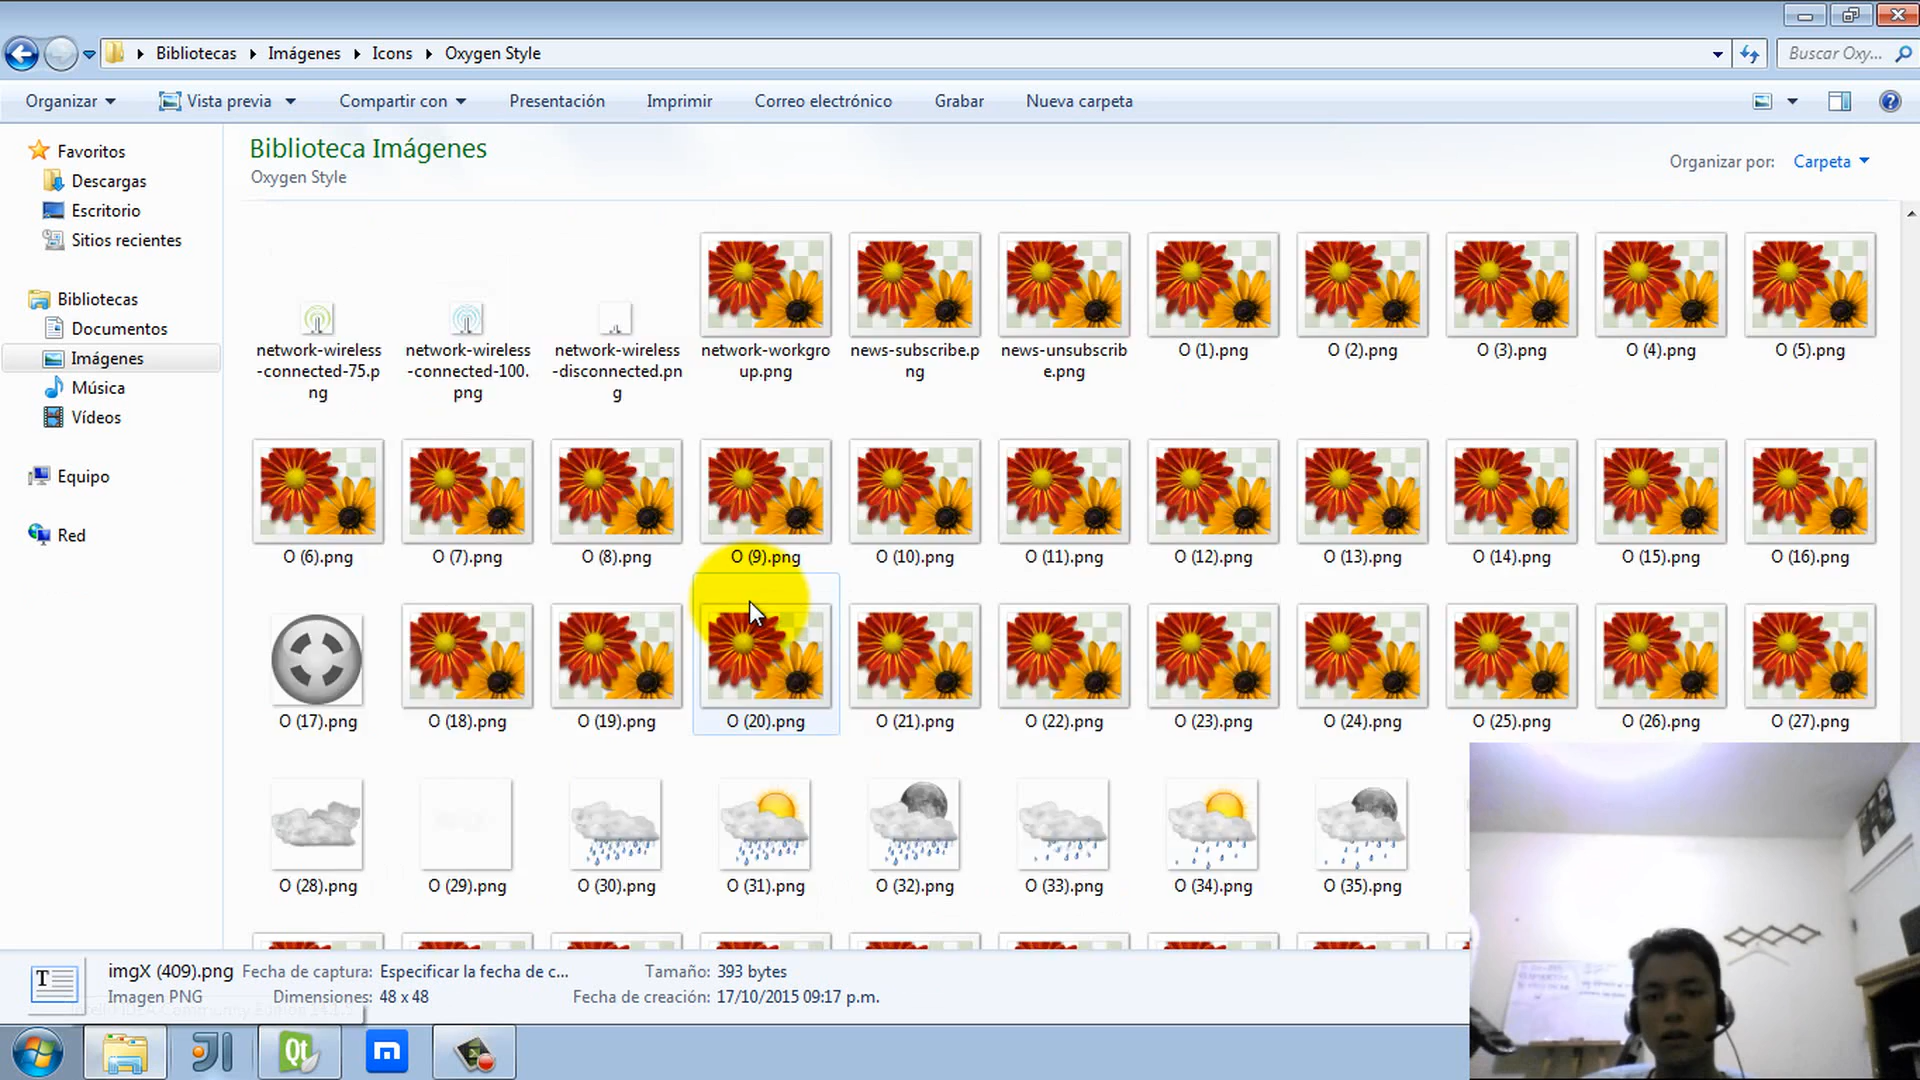 Bibliotecas Imágenes Icons Oxygen Style
Buscar Oxy...
Organizar Vista previa Compartir con Presentación Imprimir Correo electrónico Grabar Nueva carpeta
Favoritos
Descargas
Escritorio
Sitios recientes
Bibliotecas
Documentos
Imágenes
Música
Vídeos
Equipo
Red
Biblioteca Imágenes
Oxygen Style
Organizar por: Carpeta
network-wireless
-connected-75.p
ng
network-wireless
-connected-100.
png
network-wireless
-disconnected.pn
g
network-workgro
up.png
news-subscribe.p
ng
news-unsubscrib
e.png
O (1).png
O (2).png
O (3).png
O (4).png
O (5).png
O (6).png
O (7).png
O (8).png
O (9).png
O (10).png
O (11).png
O (12).png
O (13).png
O (14).png
O (15).png
O (16).png
O (17).png
O (18).png
O (19).png
O (20).png
O (21).png
O (22).png
O (23).png
O (24).png
O (25).png
O (26).png
O (27).png
O (28).png
O (29).png
O (30).png
O (31).png
O (32).png
O (33).png
O (34).png
O (35).png
imgX (409).png Fecha de captura: Especificar la fecha de c... Tamaño: 393 bytes
Imagen PNG Dimensiones: 48 x 48 Fecha de creación: 17/10/2015 09:17 p.m.
Qt
m